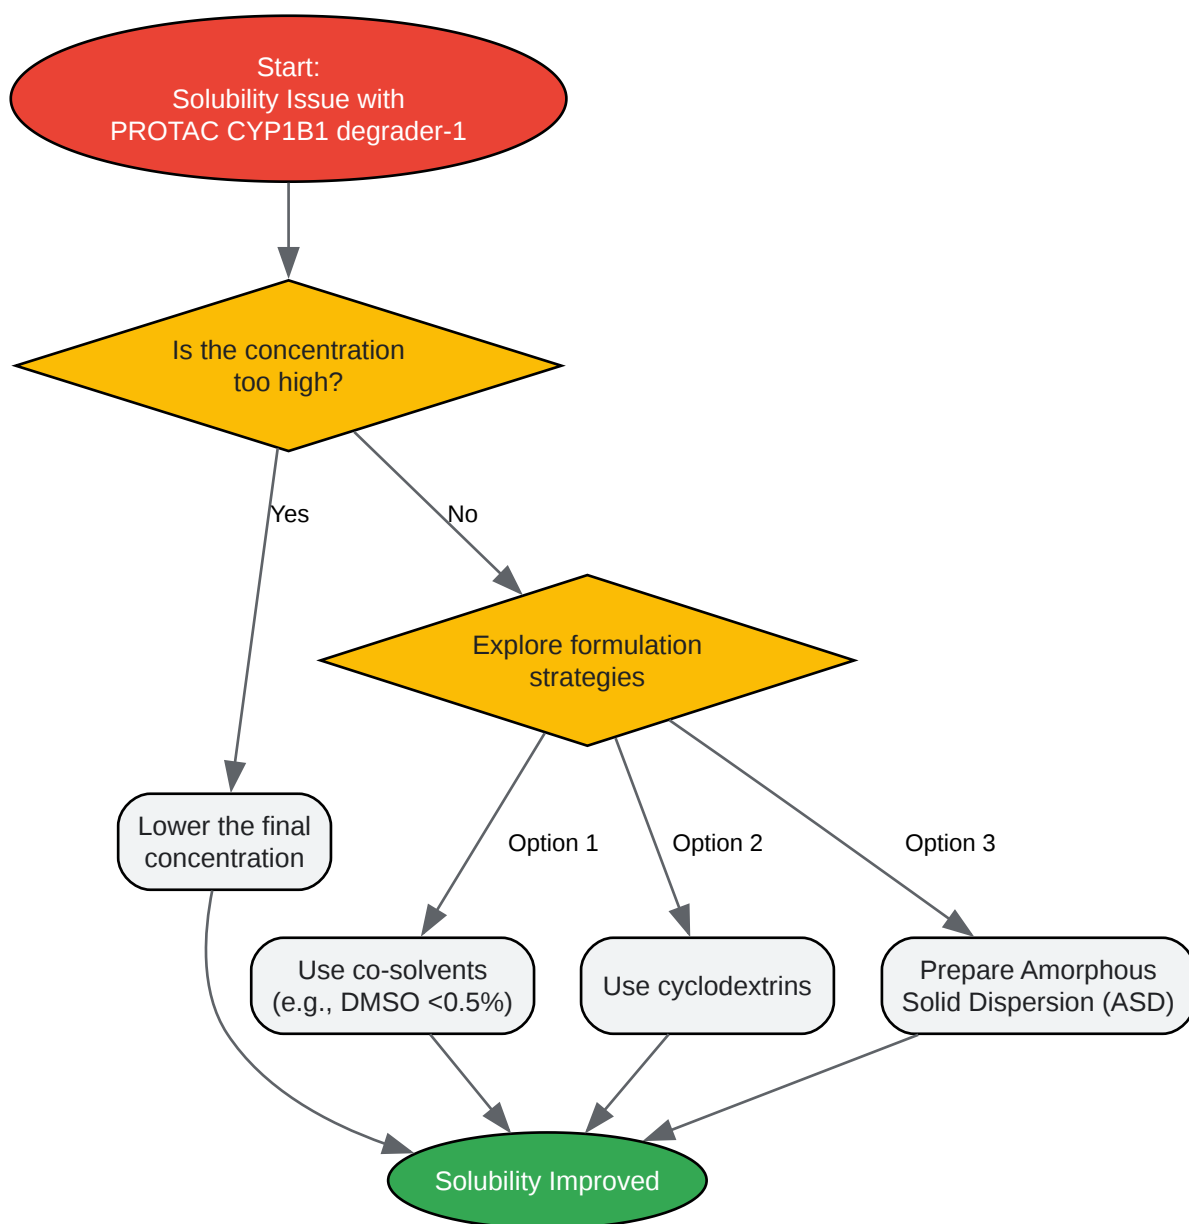 Start:
Solubility Issue with
PROTAC CYP1B1 degrader-1
Is the concentration
too high?
Yes
No
Explore formulation
strategies
Lower the final
concentration
Option 1
Option 2
Option 3
Use co-solvents
(e.g., DMSO <0.5%)
Use cyclodextrins
Prepare Amorphous
Solid Dispersion (ASD)
Solubility Improved